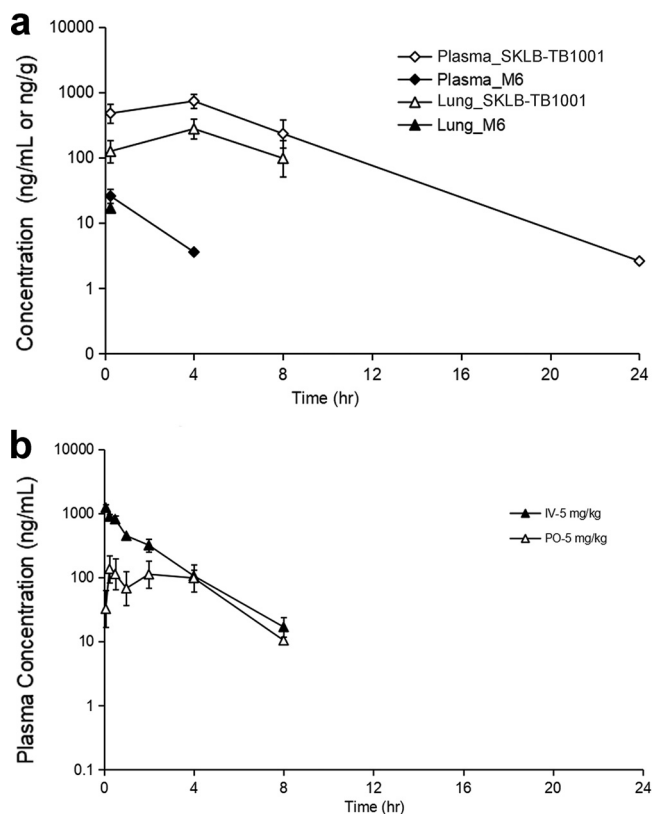 a
Plasma_SKLB-TB1001
Plasma_M6
Lung_SKLB-TB1001
Lung_M6
Concentration (ng/mL or ng/g)
10000
1000
100
10
1
0
0 4 8 12 16 20 24
Time (hr)
b
IV-5 mg/kg
PO-5 mg/kg
Plasma Concentration (ng/mL)
10000
1000
100
10
1
0.1
0 4 8 12 16 20 24
Time (hr)